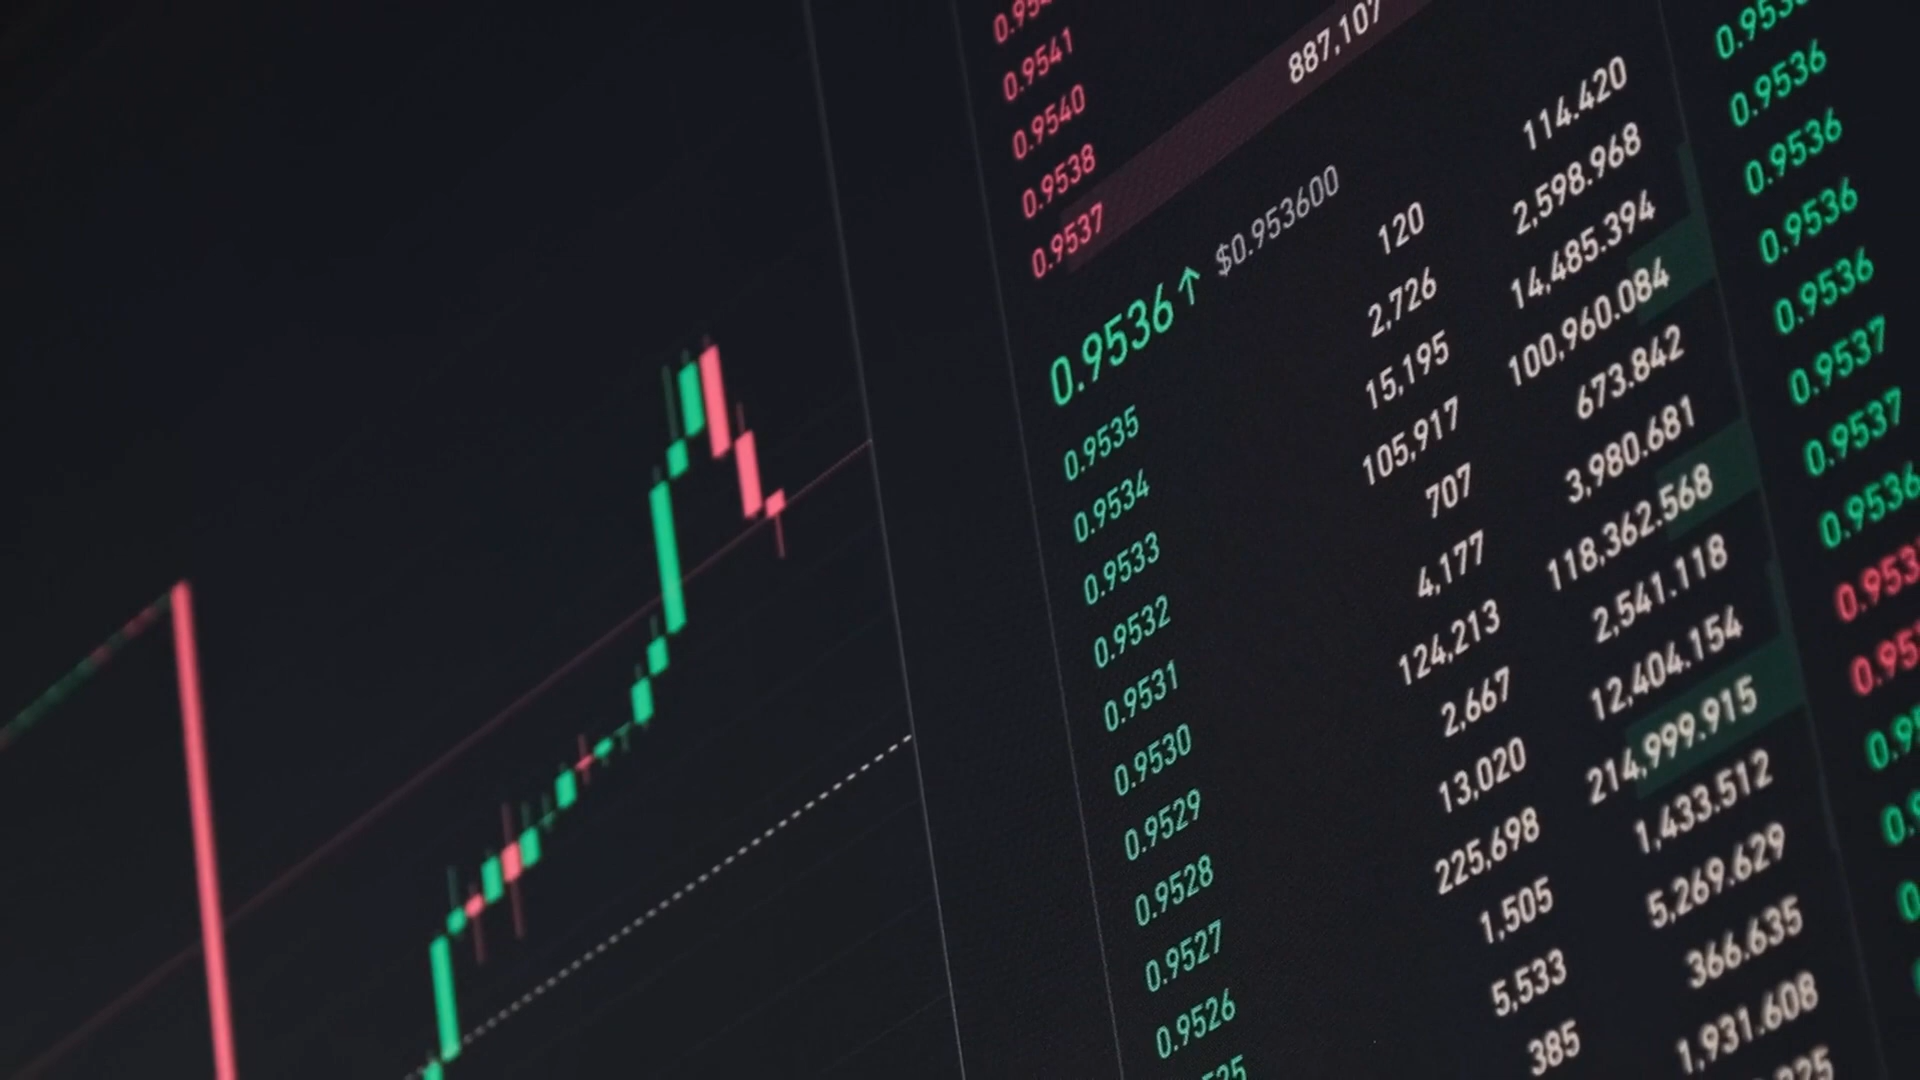 0.9541
0.9540
0.9538
0.9537 887,107
0.9536↑ $0.953600
0.9535 120 114.420
0.9534 2,726 2,598.968
0.9533 15,195 14,485.394
0.9532 105,917 100,960.084
0.9531 707 673.842
0.9530 4,177 3,980.681
0.9529 124,213 118,362.568
0.9528 2,667 2,541.118
0.9527 13,020 12,404.154
0.9526 225,698 214,999.915
1,505 1,433.512
5,533 5,269.629
385 366.635
1,931.608
0.9536
0.9536
0.9536
0.9536
0.9537
0.9537
0.9536